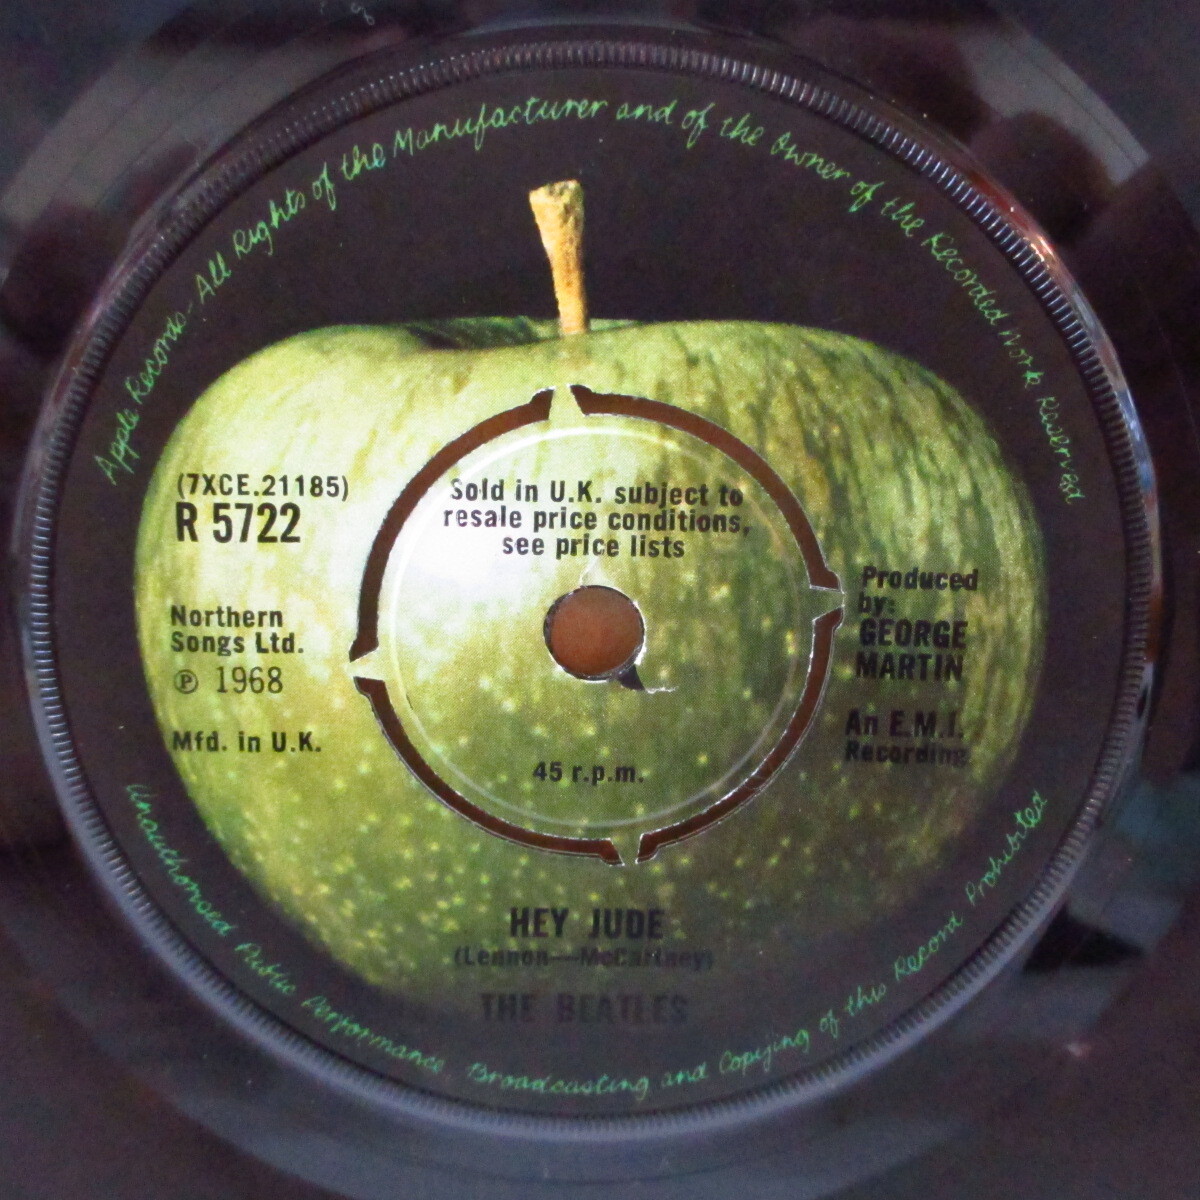 Apple Records - All Rights of the Manufacturer and of the Owner of the Recorded Work Reserved
(7XCE.21185)
R 5722
Sold in U.K. subject to
resale price conditions,
see price lists
Northern
Songs Ltd.
℗ 1968
Mfd. in U.K.
Produced
by:
GEORGE
MARTIN
An E.M.I.
Recording.
45 r.p.m.
HEY JUDE
(Lennon—McCartney)
THE BEATLES
Unauthorised Public Performance Broadcasting and Copying of this Record Prohibited